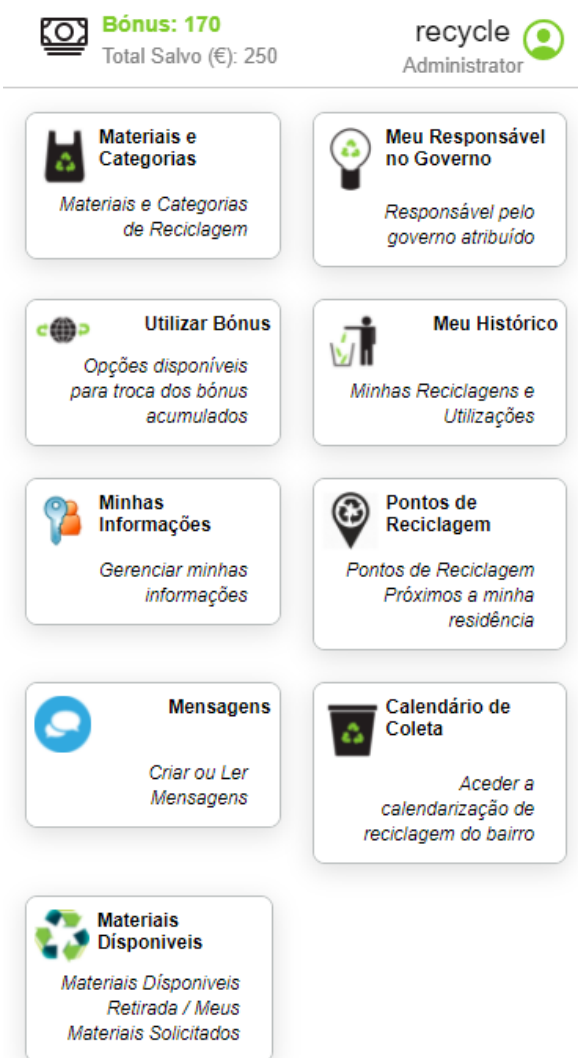 Bónus: 170
Total Salvo (€): 250
recycle
Administrator
Materiais e
Categorias
Materiais e Categorias
de Reciclagem
Meu Responsável
no Governo
Responsável pelo
governo atribuído
Utilizar Bónus
Opções disponíveis
para troca dos bónus
acumulados
Meu Histórico
Minhas Reciclagens e
Utilizações
Minhas
Informações
Gerenciar minhas
informações
Pontos de
Reciclagem
Pontos de Reciclagem
Próximos a minha
residência
Mensagens
Criar ou Ler
Mensagens
Calendário de
Coleta
Aceder a
calendarização de
reciclagem do bairro
Materiais
Dísponiveis
Materiais Dísponiveis
Retirada / Meus
Materiais Solicitados